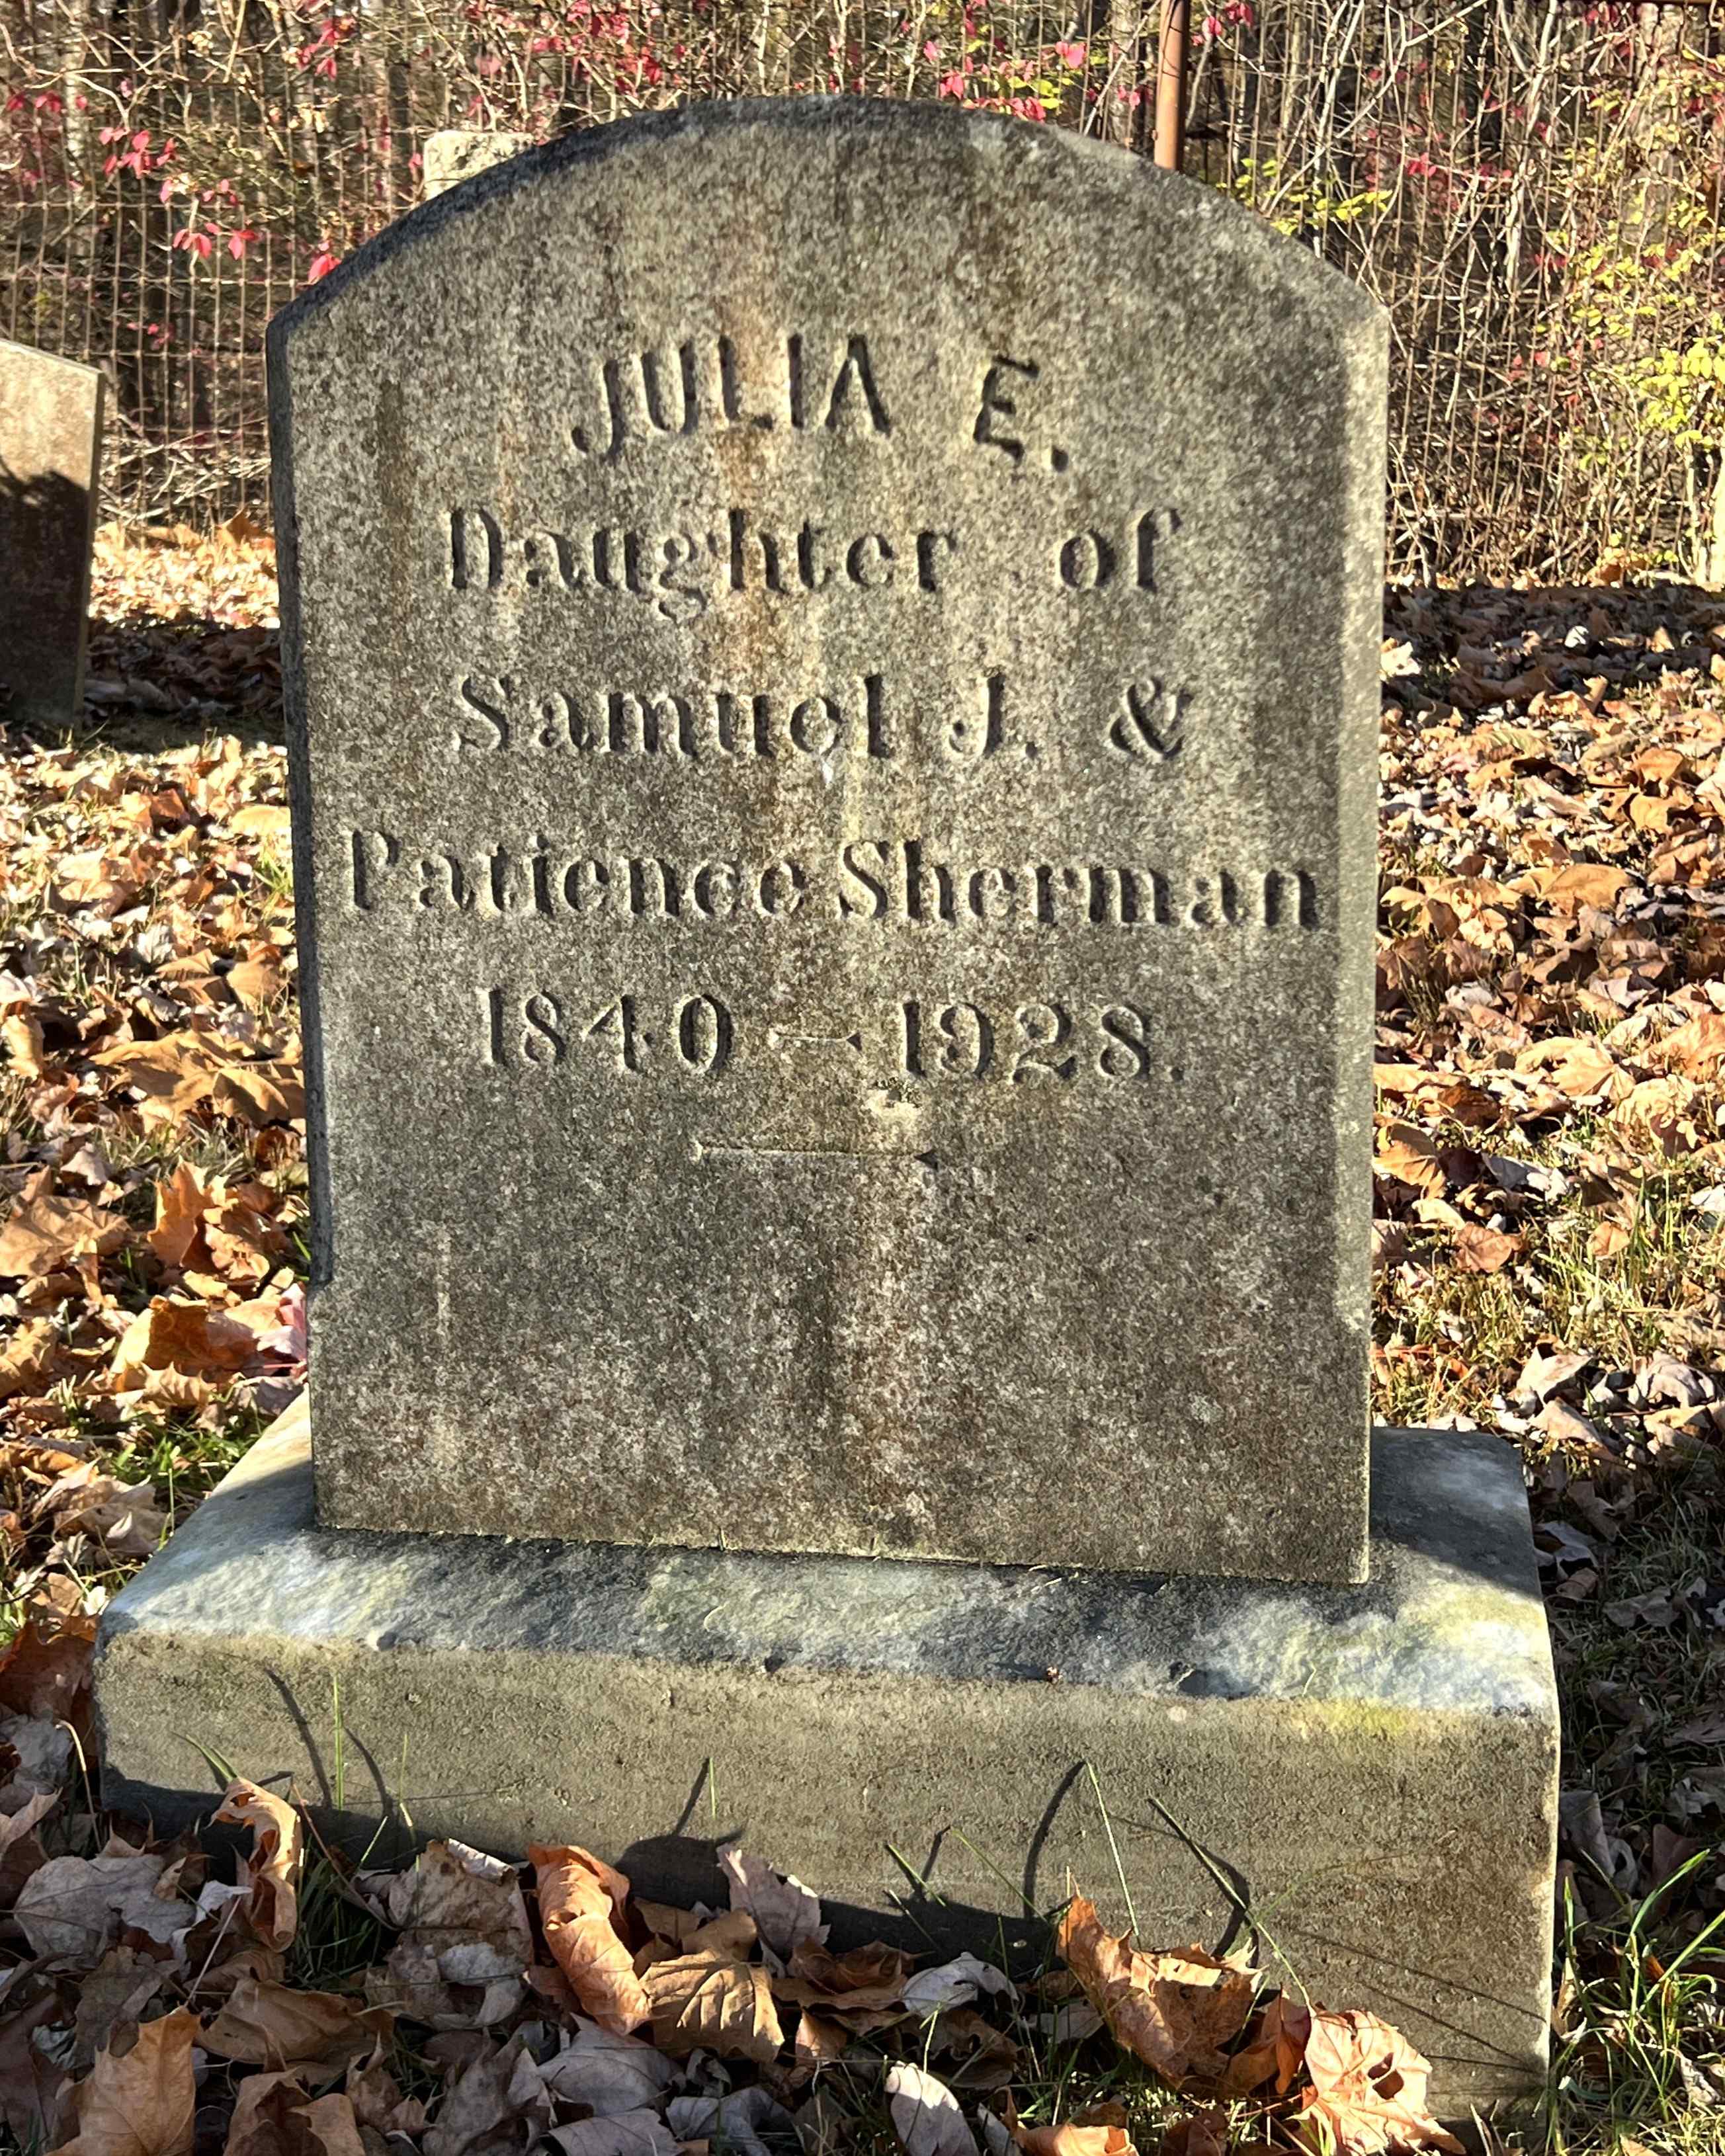 JULIA E.
Daughter of
Samuel J. &
Patience Sherman
1840 — 1928.